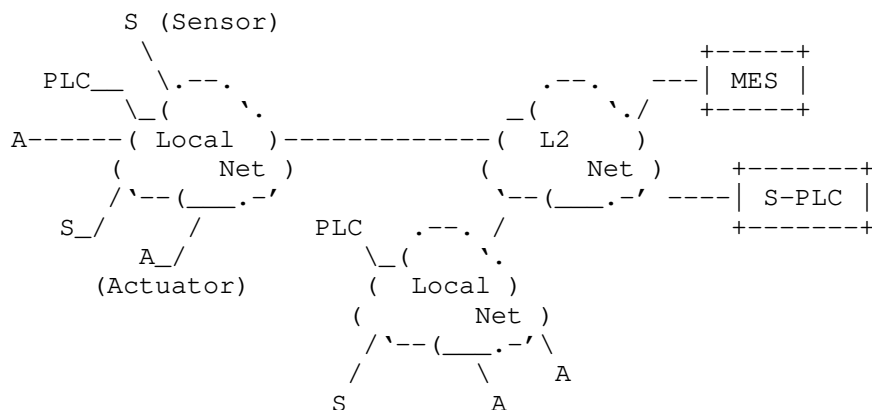 S (Sensor)
PLC MES
A Local L2
Net Net
S S-PLC
PLC
A
(Actuator) Local
Net
A
S A